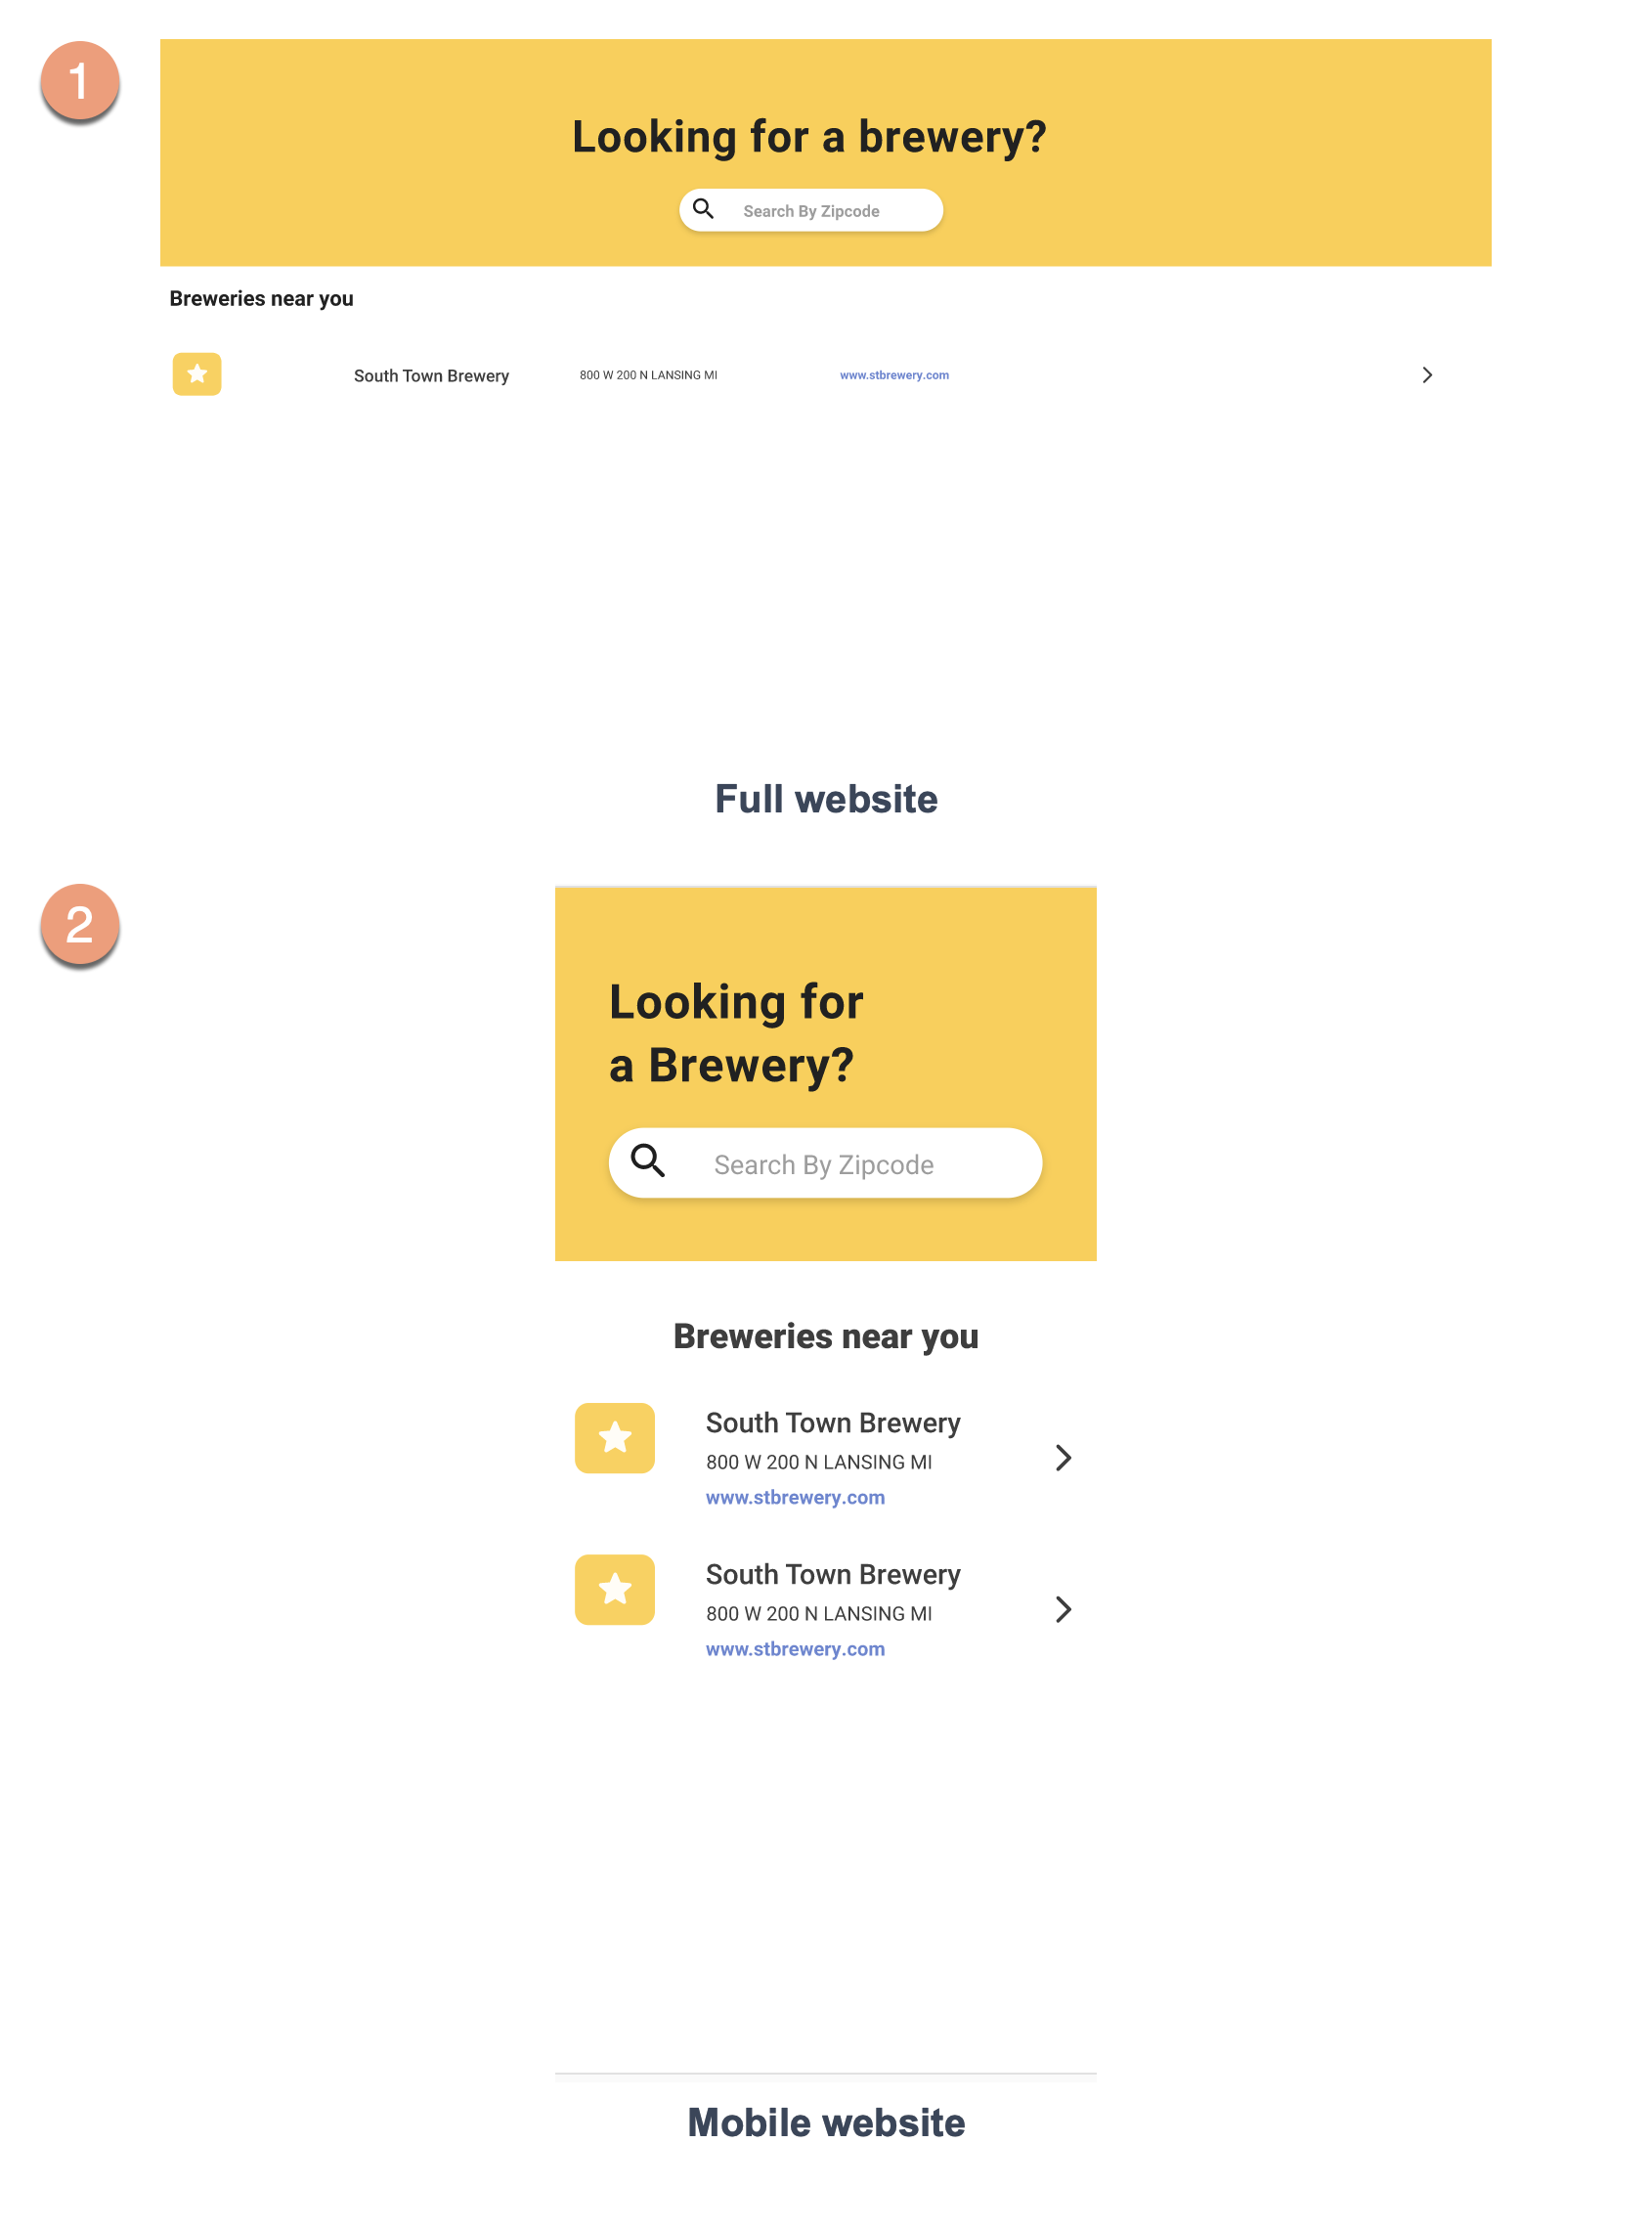 1
Looking for a brewery?
Search By Zipcode
Breweries near you
South Town Brewery 800 W 200 N LANSING MI www.stbrewery.com
Full website
2
Looking for
a Brewery?
Search By Zipcode
Breweries near you
South Town Brewery
800 W 200 N LANSING MI
www.stbrewery.com
South Town Brewery
800 W 200 N LANSING MI
www.stbrewery.com
Mobile website